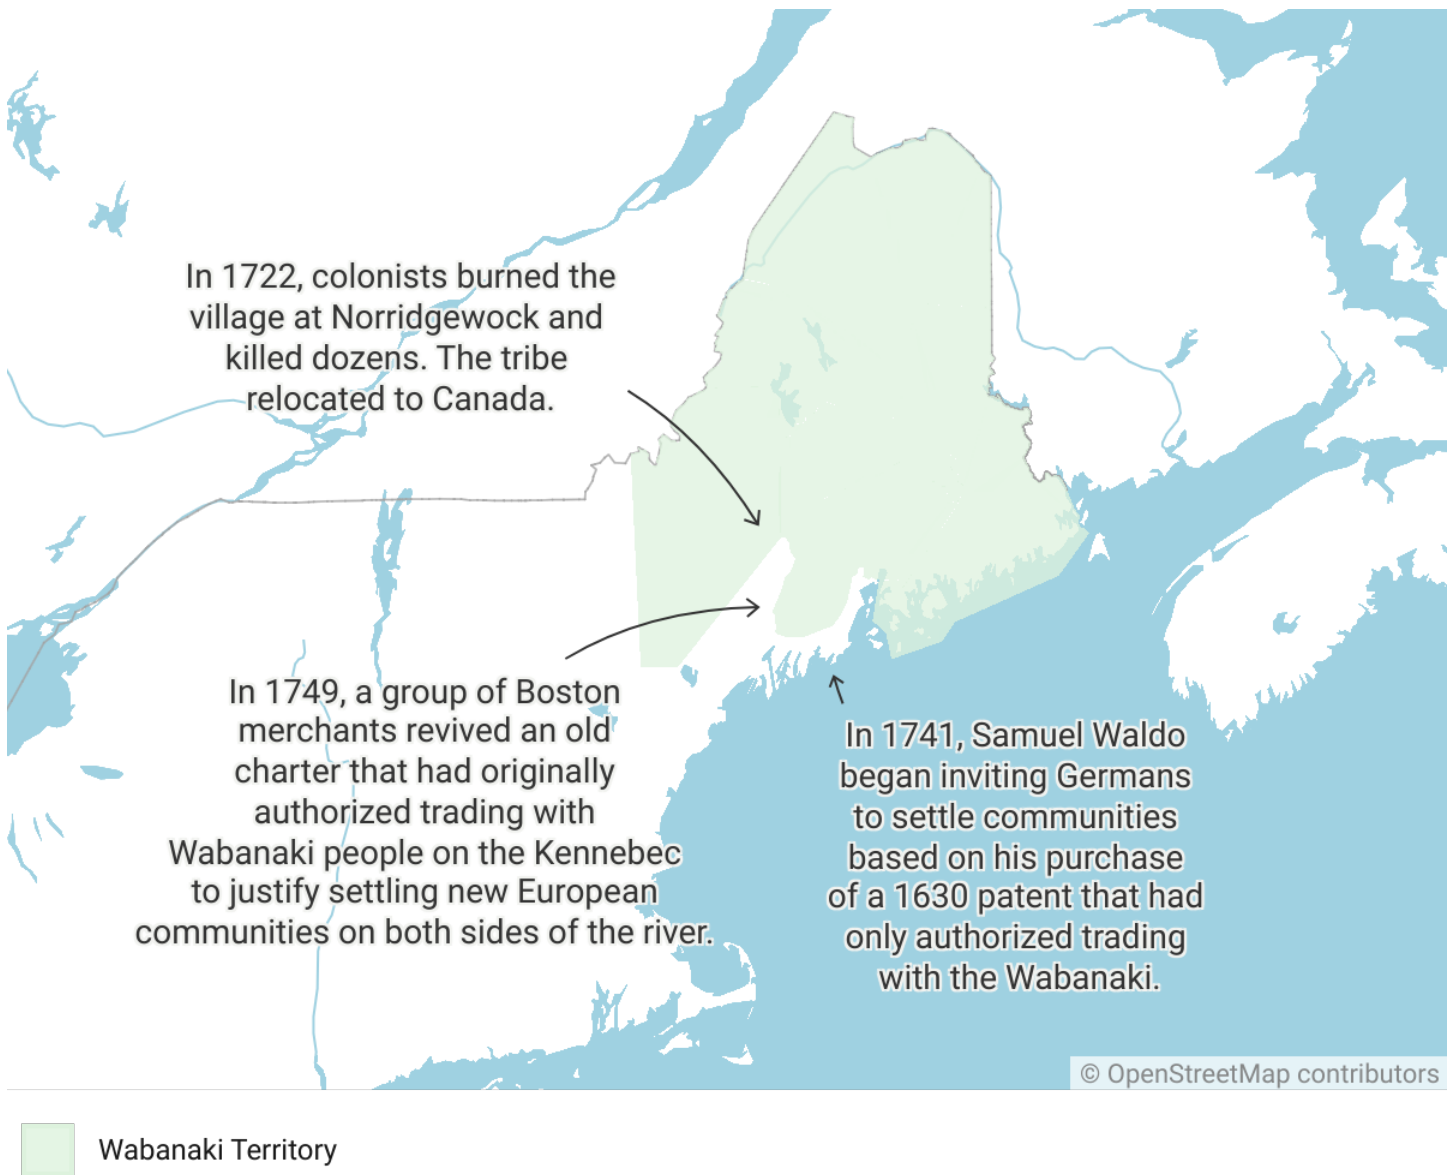 In 1722, colonists burned the
village at Norridgewock and
killed dozens. The tribe
relocated to Canada.
In 1749, a group of Boston
merchants revived an old
charter that had originally
authorized trading with
Wabanaki people on the Kennebec
to justify settling new European
communities on both sides of the river.
In 1741, Samuel Waldo
began inviting Germans
to settle communities
based on his purchase
of a 1630 patent that had
only authorized trading
with the Wabanaki.
© OpenStreetMap contributors
Wabanaki Territory